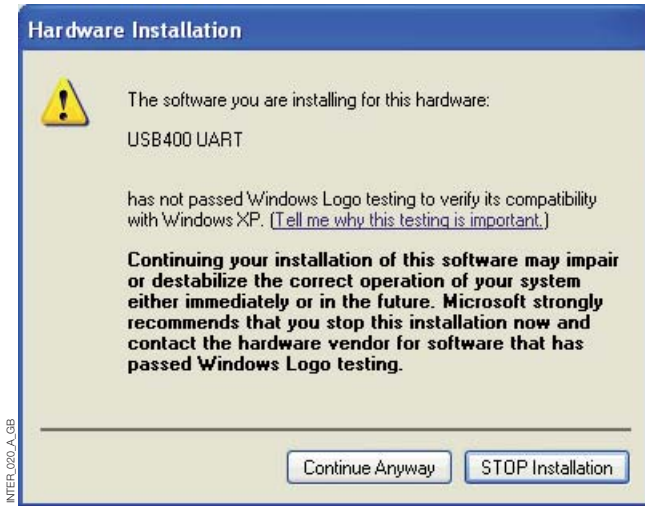 Hardware Installation
The software you are installing for this hardware:
USB400 UART
has not passed Windows Logo testing to verify its compatibility
with Windows XP. (Tell me why this testing is important.)
Continuing your installation of this software may impair
or destabilize the correct operation of your system
either immediately or in the future. Microsoft strongly
recommends that you stop this installation now and
contact the hardware vendor for software that has
passed Windows Logo testing.
Continue Anyway
STOP Installation
INTER_020_A_GB